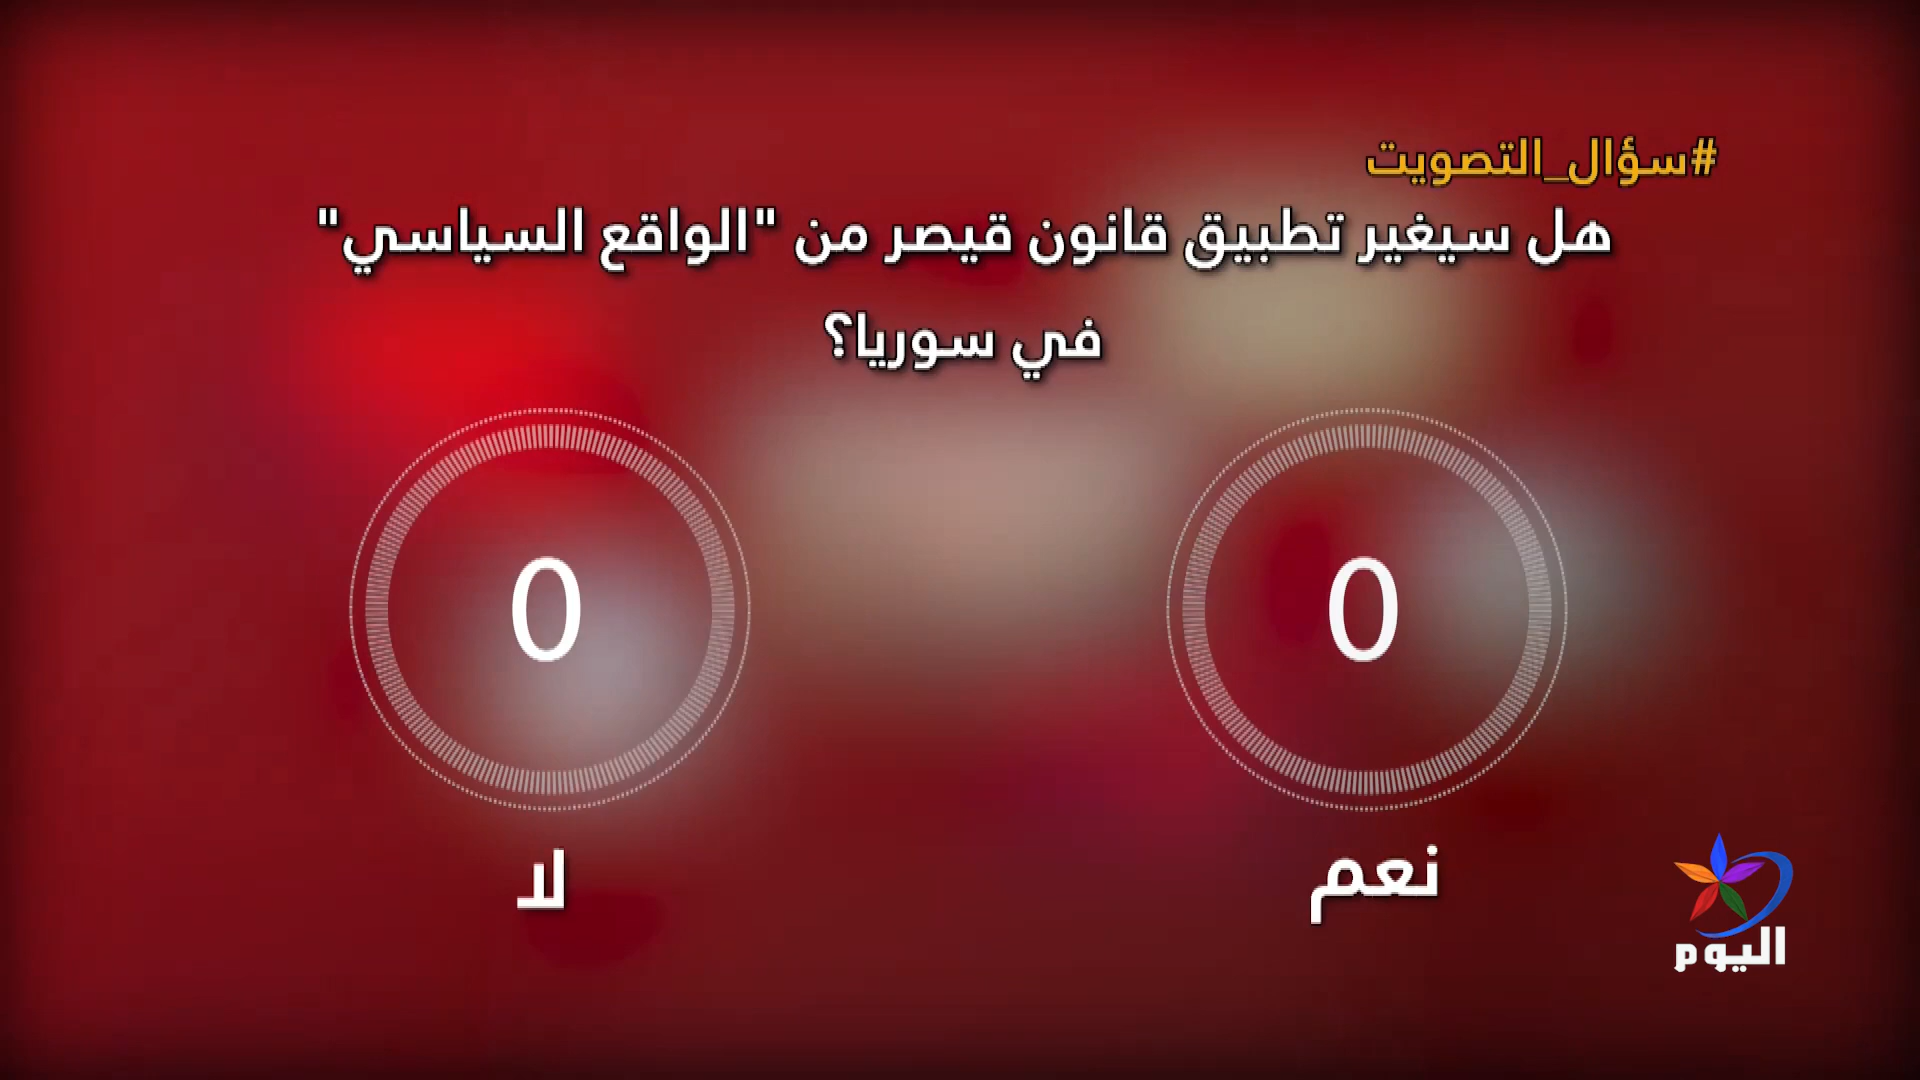 #سؤال_التصويت
هل سيغير تطبيق قانون قيصر من "الواقع السياسي"
في سوريا؟
0
0
نعم
لا
اليوم